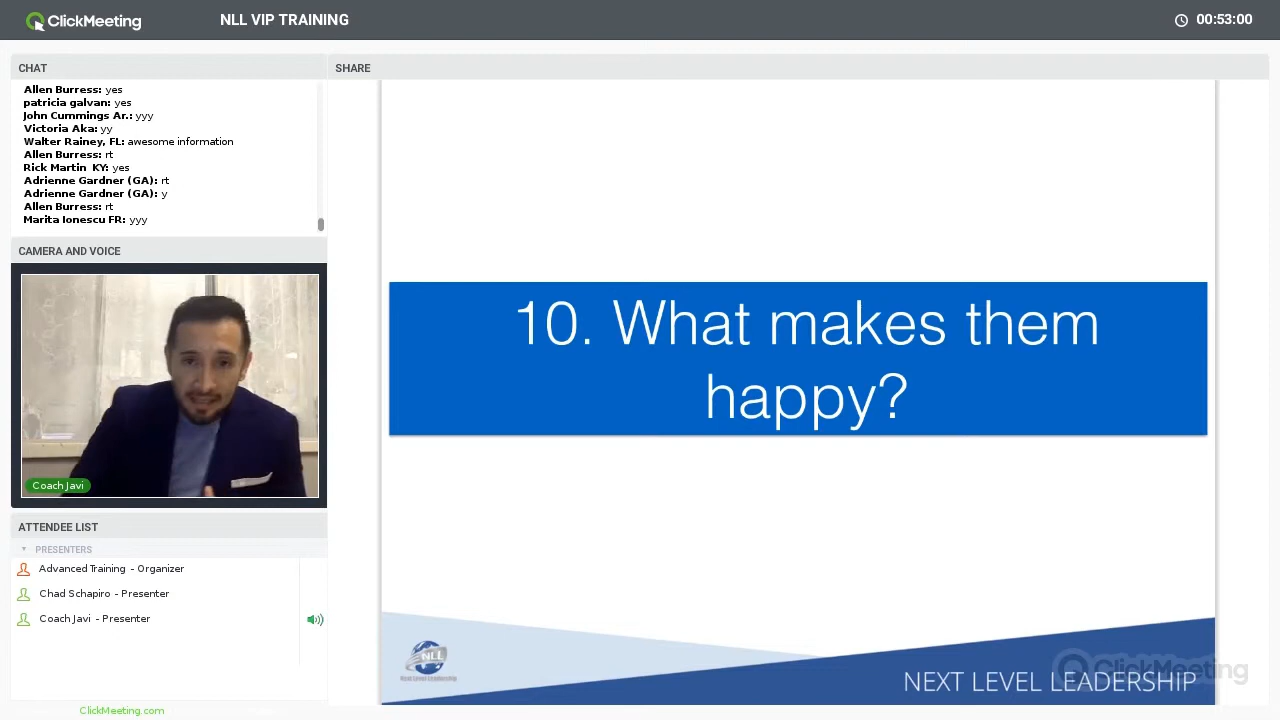 ClickMeeting
NLL VIP TRAINING
00:53:00
CHAT
Allen Burress: yes
patricia galvan: yes
John Cummings Ar.: yyy
Victoria Aka: yy
Walter Rainey, FL: awesome information
Allen Burress: rt
Rick Martin KY: yes
Adrienne Gardner (GA): rt
Adrienne Gardner (GA): y
Allen Burress: rt
Marita Ionescu FR: yyy
CAMERA AND VOICE
Coach Javi
ATTENDEE LIST
PRESENTERS
Advanced Training - Organizer
Chad Schapiro - Presenter
Coach Javi - Presenter
ClickMeeting.com
SHARE
10. What makes them
happy?
NLL
Next Level Leadership
NEXT LEVEL LEADERSHIP
ClickMeeting